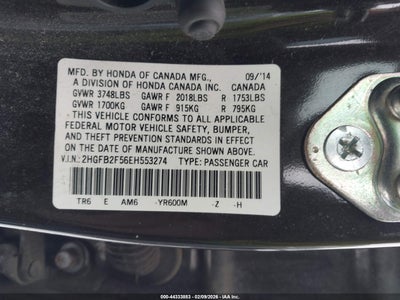 MFD. BY HONDA OF CANADA MFG., 09/'14
A DIVISION OF HONDA CANADA INC. CANADA
GVWR 3748LBS GAWR F 2018LBS R 1753LBS
GVWR 1700KG GAWR F 915KG R 795KG
THIS VEHICLE CONFORMS TO ALL APPLICABLE
FEDERAL MOTOR VEHICLE SAFETY, BUMPER,
AND THEFT PREVENTION STANDARDS IN EFFECT
ON THE DATE OF MANUFACTURE SHOWN ABOVE.
V.I.N.: 2HGFB2F56EH553274 TYPE: PASSENGER CAR
TR6 E AM6 -YR600M -Z -H
000-44333083 | 02/09/2026 - IAAI